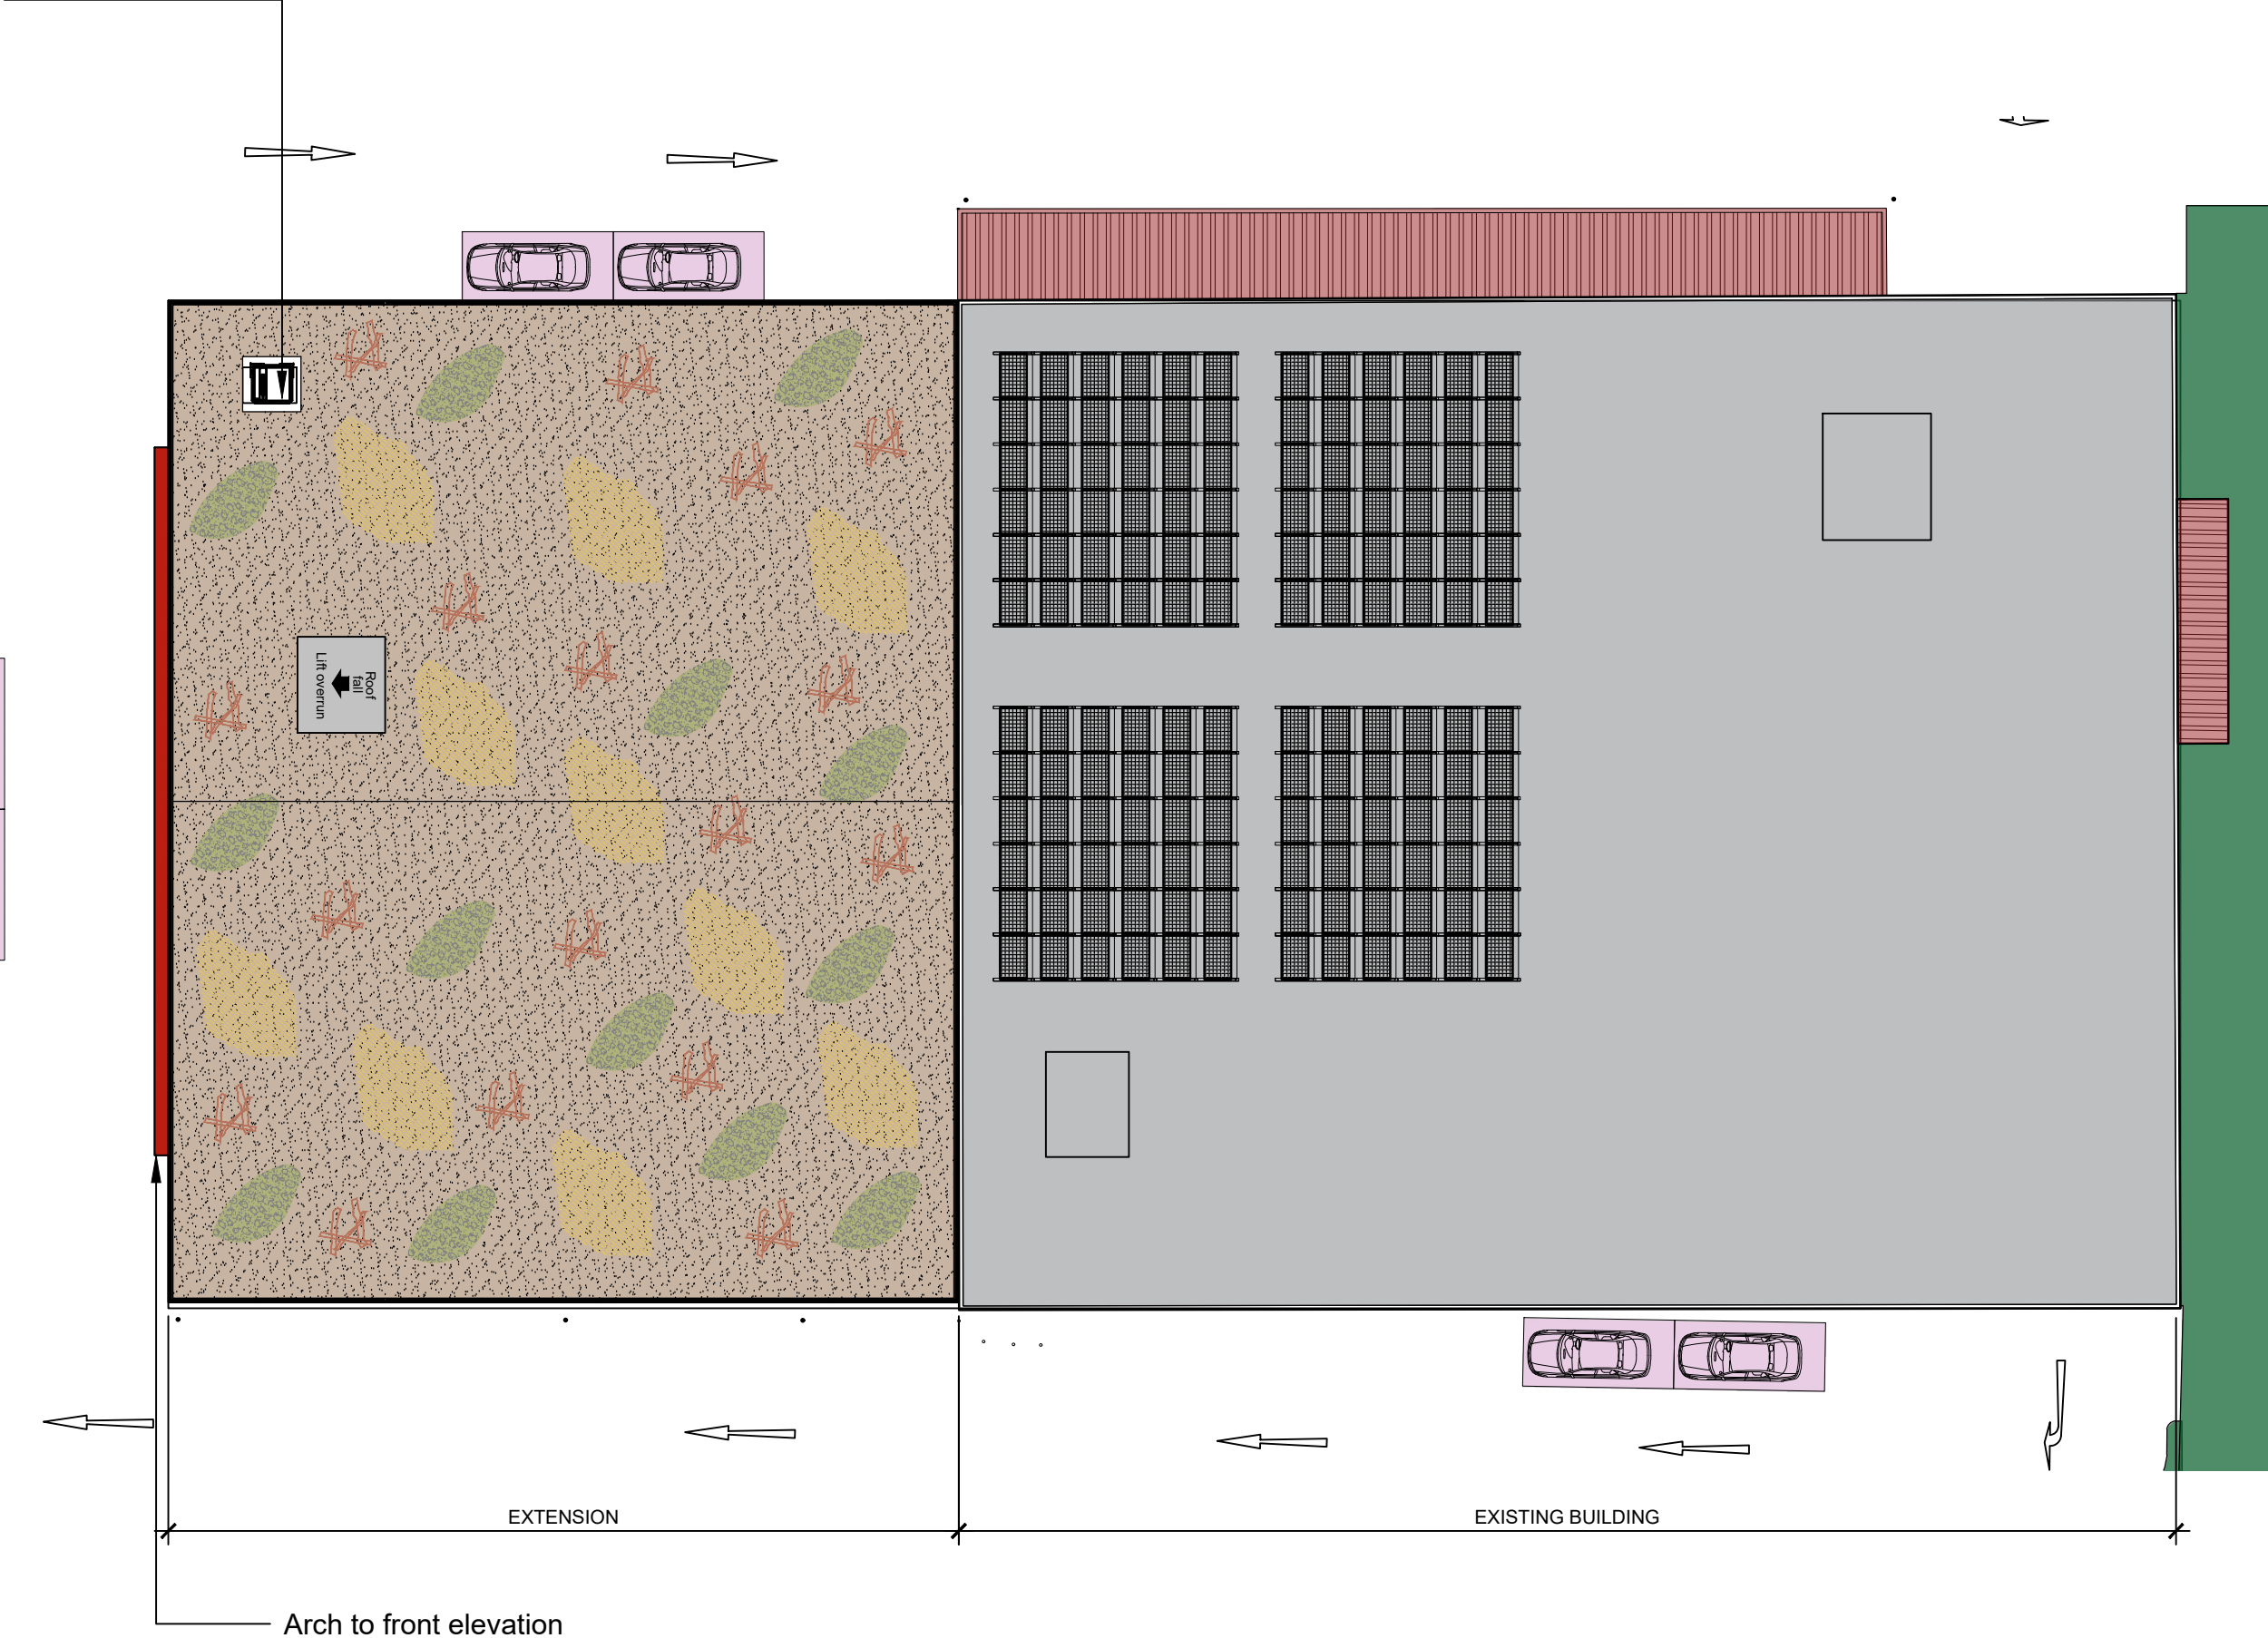 Roof
fall
Lift overrun
EXTENSION
EXISTING BUILDING
Arch to front elevation